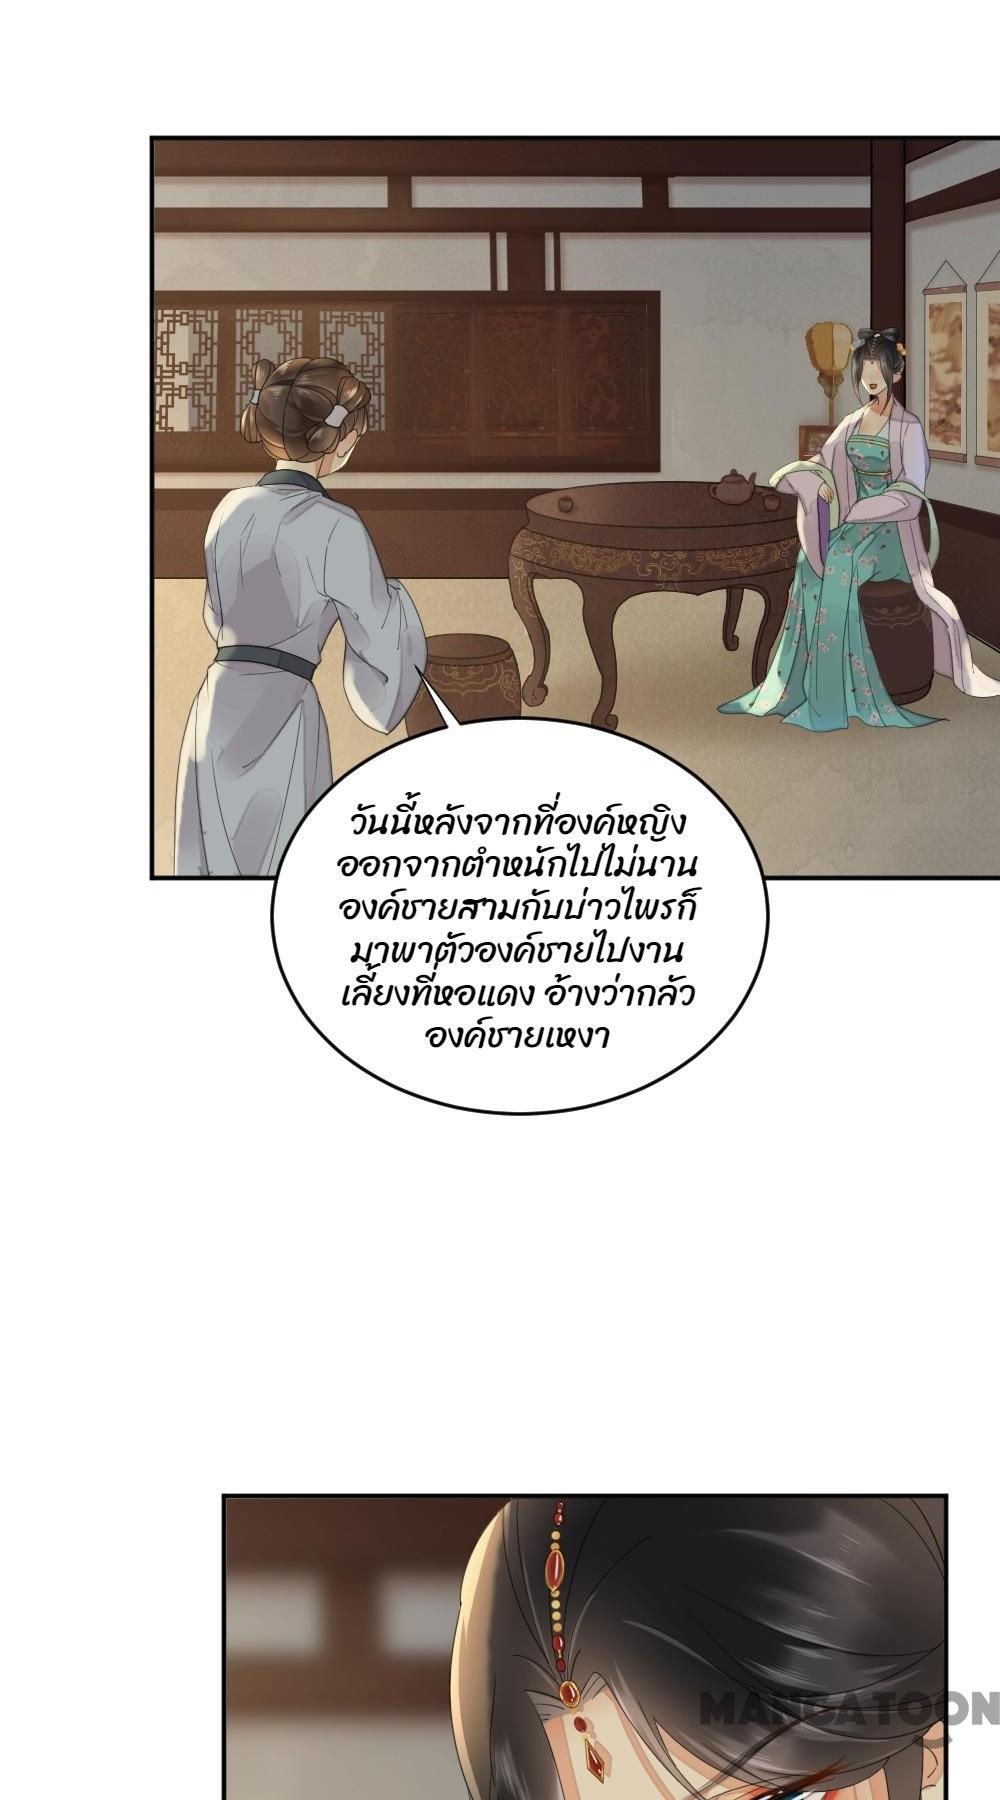 วันนี้หลังจากที่องค์หญิง
ออกจากตำหนักไปไม่นาน
องค์ชายสามกับบ่าวไพรก็
มาพาตัวองค์ชายไปงาน
เลี้ยงที่หอแดง อ้างว่ากลัว
องค์ชายเหงา
MANGATOON